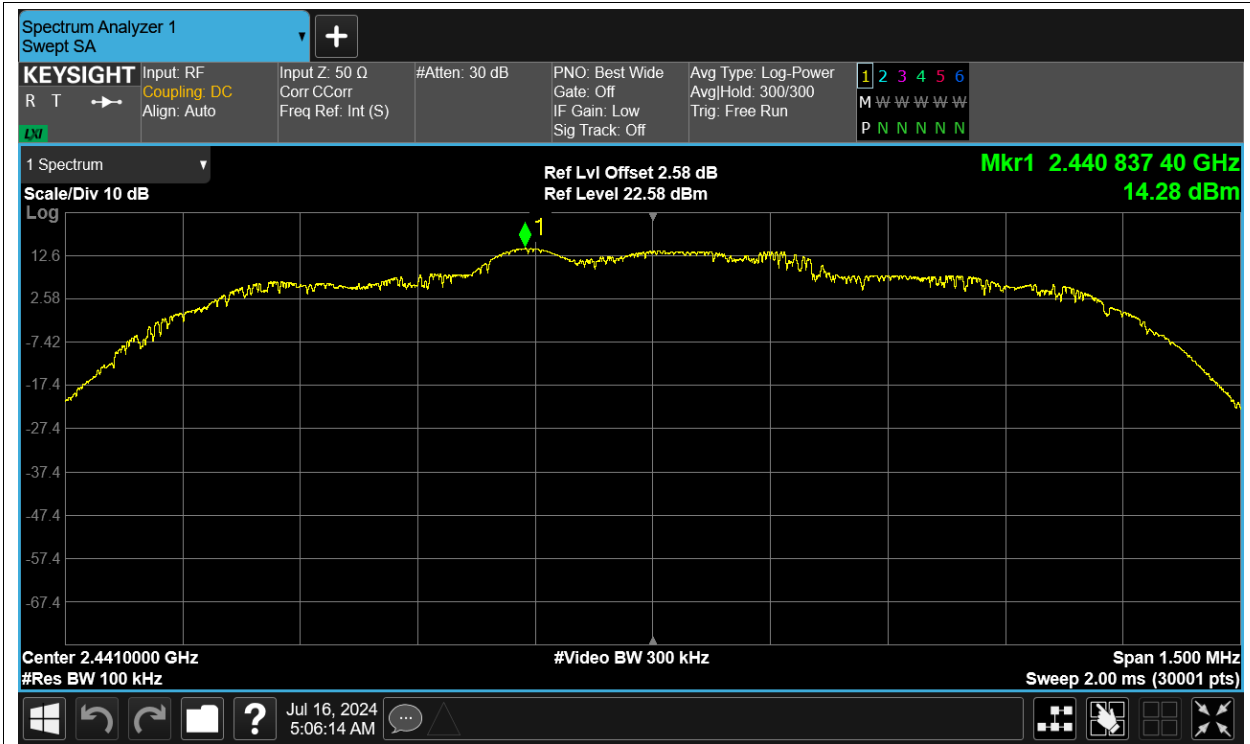 Spectrum Analyzer 1
Swept SA
+
KEYSIGHT
R T
LXI
Input: RF
Coupling: DC
Align: Auto
Input Z: 50 Ω
Corr CCorr
Freq Ref: Int (S)
#Atten: 30 dB
PNO: Best Wide
Gate: Off
IF Gain: Low
Sig Track: Off
Avg Type: Log-Power
Avg|Hold: 300/300
Trig: Free Run
1 2 3 4 5 6
M W W W W W
P N N N N N
1 Spectrum
Scale/Div 10 dB
Ref Lvl Offset 2.58 dB
Ref Level 22.58 dBm
Mkr1 2.440 837 40 GHz
14.28 dBm
Log
1
12.6
2.58
-7.42
-17.4
-27.4
-37.4
-47.4
-57.4
-67.4
Center 2.4410000 GHz
#Res BW 100 kHz
#Video BW 300 kHz
Span 1.500 MHz
Sweep 2.00 ms (30001 pts)
?
Jul 16, 2024
5:06:14 AM